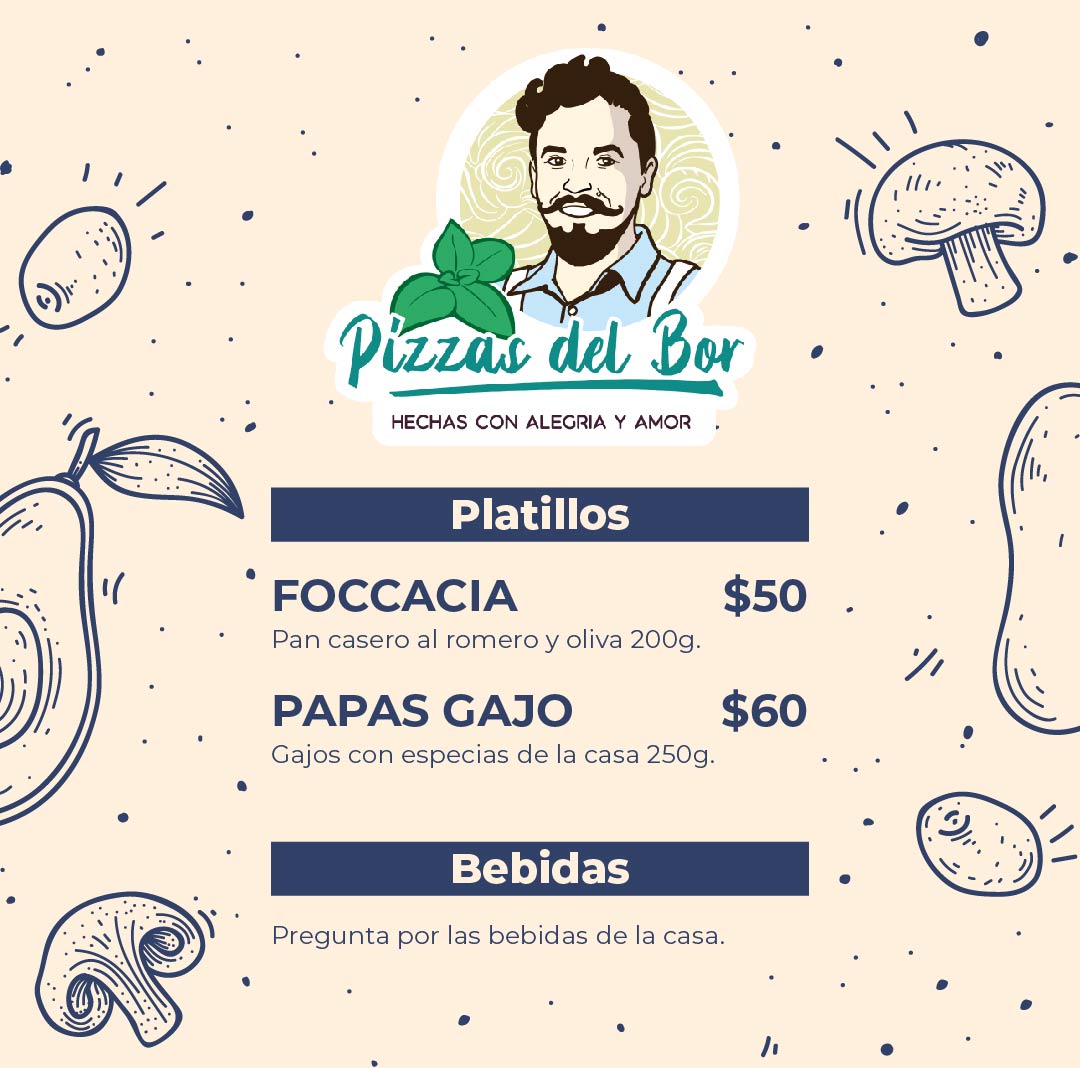 Pizzas del Bor
HECHAS CON ALEGRIA Y AMOR
Platillos
FOCCACIA $50
Pan casero al romero y oliva 200g.
PAPAS GAJO $60
Gajos con especias de la casa 250g.
Bebidas
Pregunta por las bebidas de la casa.